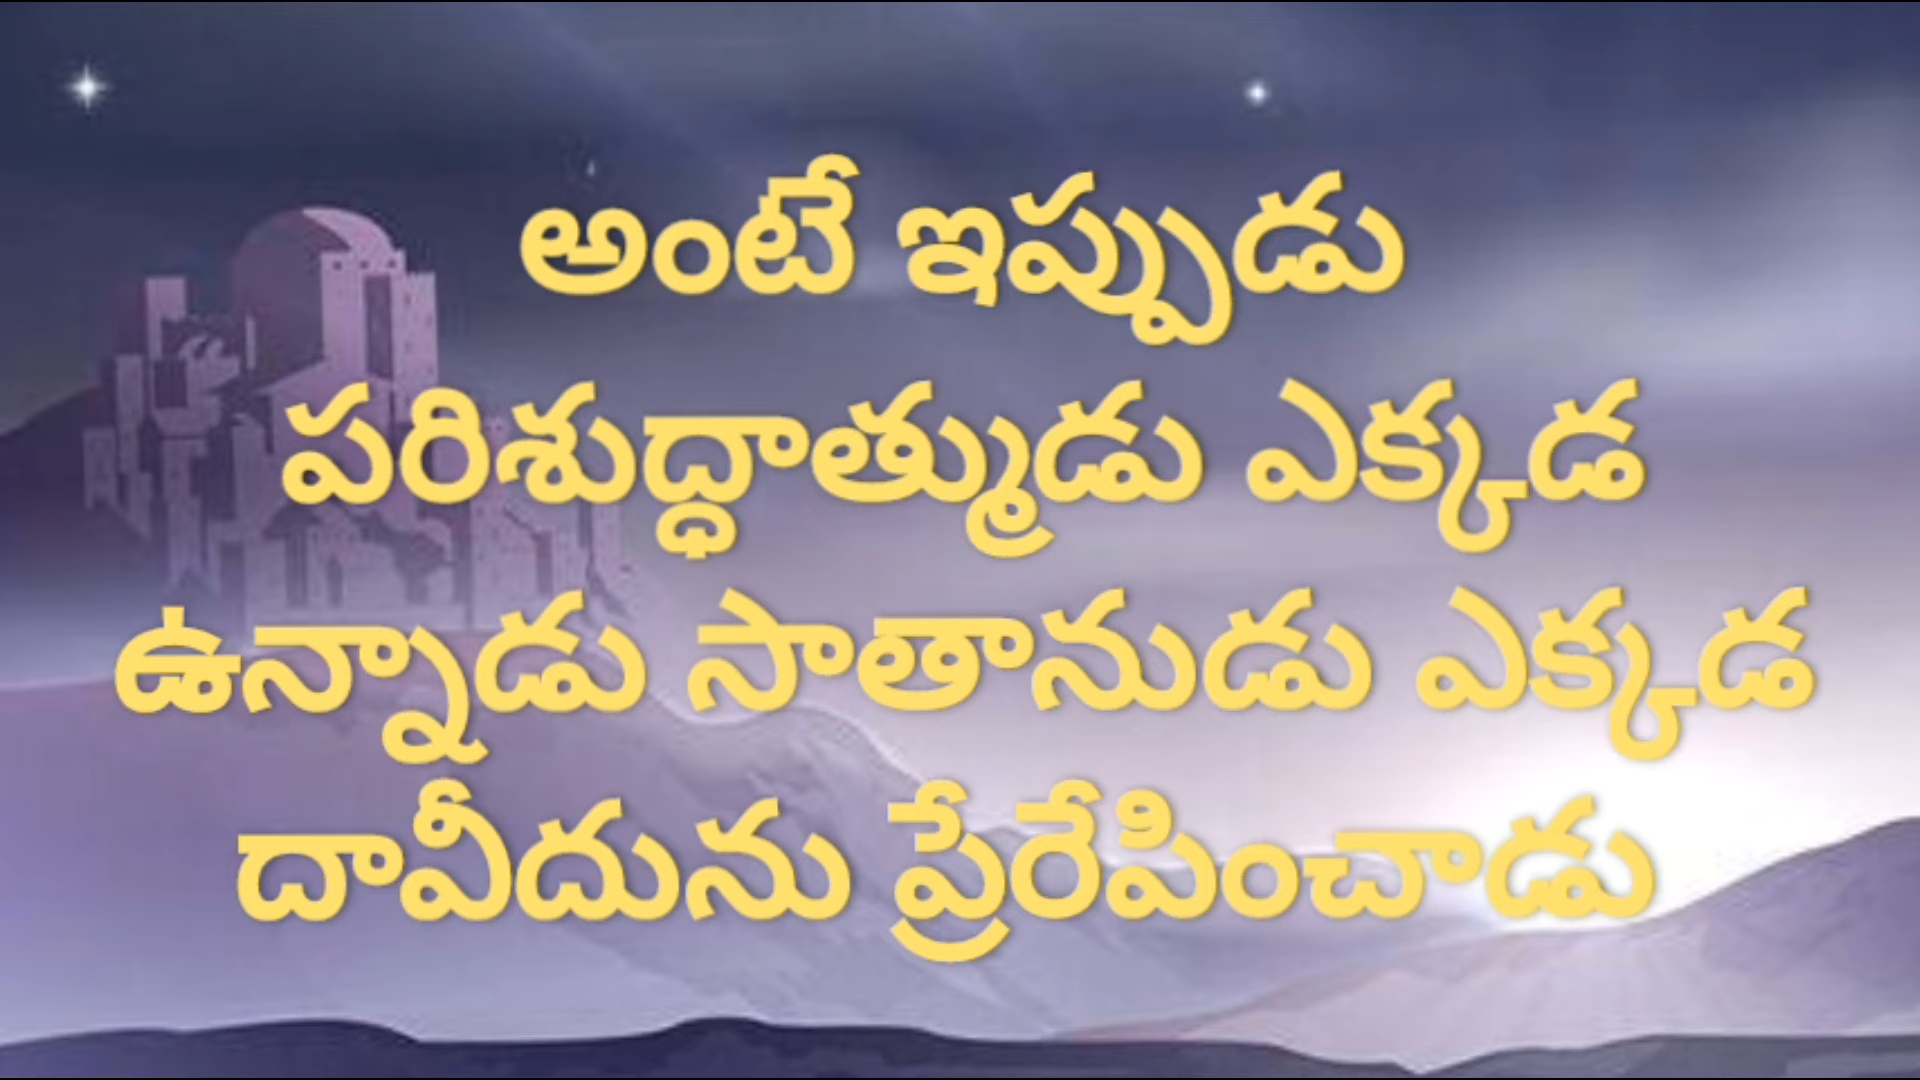 అంటే ఇప్పుడు
పరిశుద్ధాత్ముడు ఎక్కడ
ఉన్నాడు సాతానుడు ఎక్కడ
దావీదును ప్రేరేపించాడు